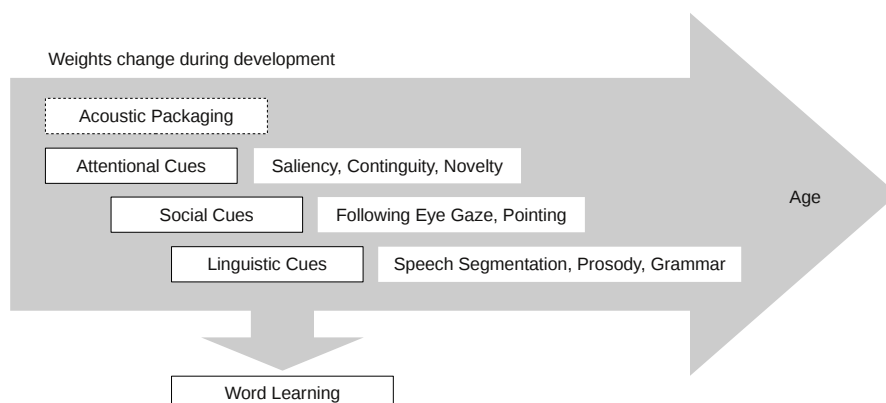 Weights change during development
Acoustic Packaging
Attentional Cues
Saliency, Continguity, Novelty
Social Cues
Following Eye Gaze, Pointing
Age
Linguistic Cues
Speech Segmentation, Prosody, Grammar
Word Learning